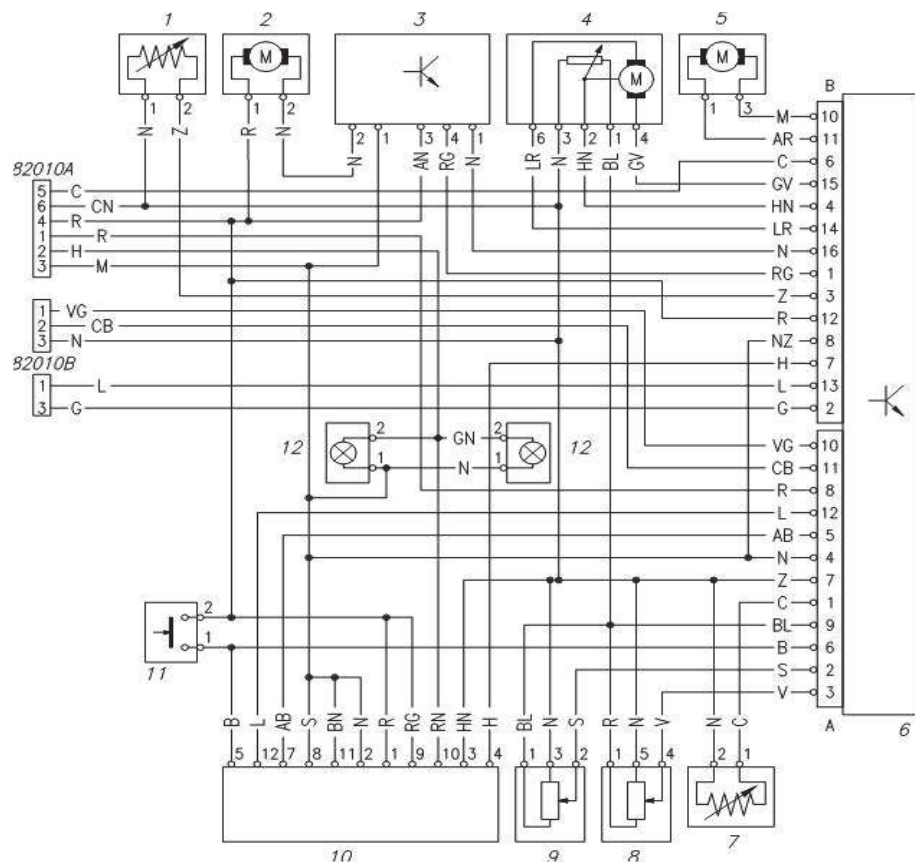 1 2 3 4 5
B
M M M
1 2 1 2 2 1 3 4 1 6 3 2 1 4 1 3
N Z R N N AN RG N LR N HN BL GV
M 10
AR 11
C 6
GV 15
HN 4
LR 14
N 16
RG 1
Z 3
R 12
NZ 8
H 7
L 13
G 2
82010A
5 C
6 CN
4 R
1 R
2 H
3 M
1 VG
2 CB
3 N
82010B
1 L
3 G
12 2 GN 2 12
1 N 1
VG 10
CB 11
R 8
L 12
AB 5
N 4
Z 7
C 1
BL 9
B 6
S 2
V 3
A 6
2
1
11
B L AB S BN N R RG RN HN H BL N S R N V N C
5 12 7 8 11 2 1 9 10 3 4 1 3 2 1 5 4 2 1
10 9 8 7